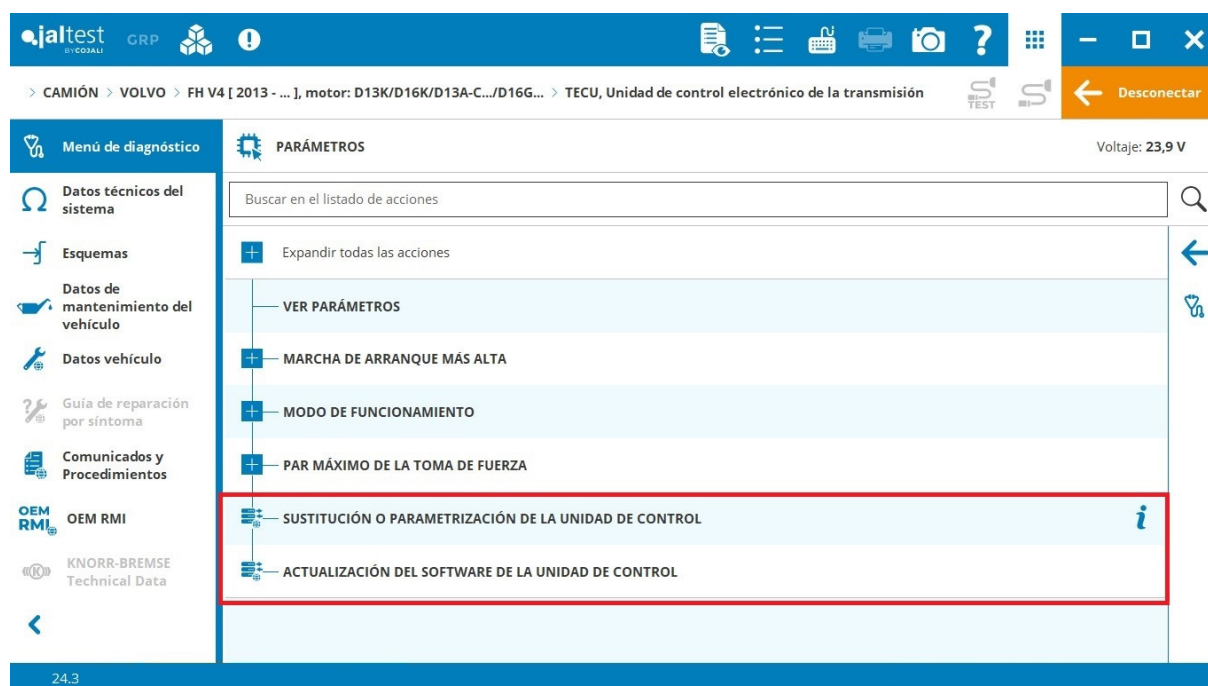 jaltest
BY COJALI
GRP
> CAMIÓN > VOLVO > FH V4 [ 2013 - ... ], motor: D13K/D16K/D13A-C.../D16G... > TECU, Unidad de control electrónico de la transmisión
TEST
Desconectar
Menú de diagnóstico
PARÁMETROS
Voltaje: 23,9 V
Datos técnicos del
sistema
Buscar en el listado de acciones
Esquemas
Expandir todas las acciones
Datos de
mantenimiento del
vehículo
VER PARÁMETROS
Datos vehículo
MARCHA DE ARRANQUE MÁS ALTA
Guía de reparación
por síntoma
MODO DE FUNCIONAMIENTO
Comunicados y
Procedimientos
PAR MÁXIMO DE LA TOMA DE FUERZA
OEM
RMI
OEM RMI
SUSTITUCIÓN O PARAMETRIZACIÓN DE LA UNIDAD DE CONTROL
i
KNORR-BREMSE
Technical Data
ACTUALIZACIÓN DEL SOFTWARE DE LA UNIDAD DE CONTROL
24.3